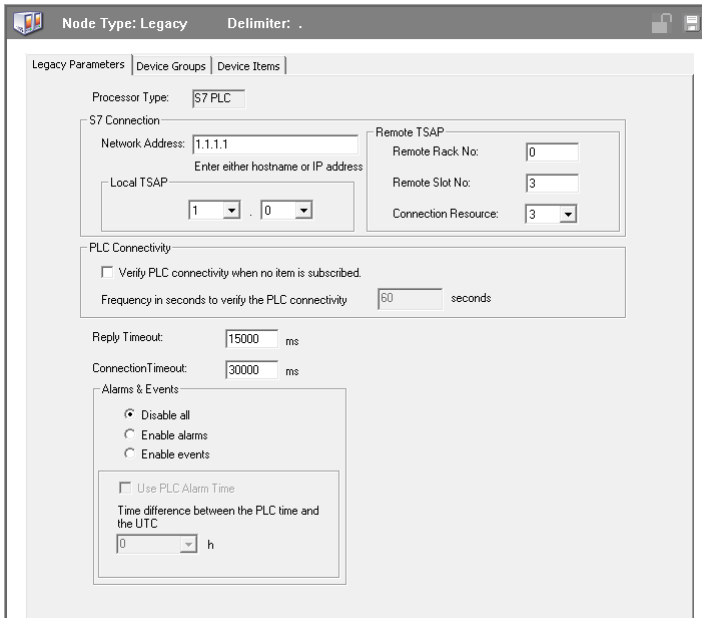 Node Type: Legacy Delimiter: .
Legacy Parameters Device Groups Device Items
Processor Type: S7 PLC
S7 Connection
Network Address: 1.1.1.1
Enter either hostname or IP address
Local TSAP
1 . 0
Remote TSAP
Remote Rack No: 0
Remote Slot No: 3
Connection Resource: 3
PLC Connectivity
Verify PLC connectivity when no item is subscribed.
Frequency in seconds to verify the PLC connectivity 60 seconds
Reply Timeout: 15000 ms
ConnectionTimeout: 30000 ms
Alarms & Events
Disable all
Enable alarms
Enable events
Use PLC Alarm Time
Time difference between the PLC time and
the UTC
0 h